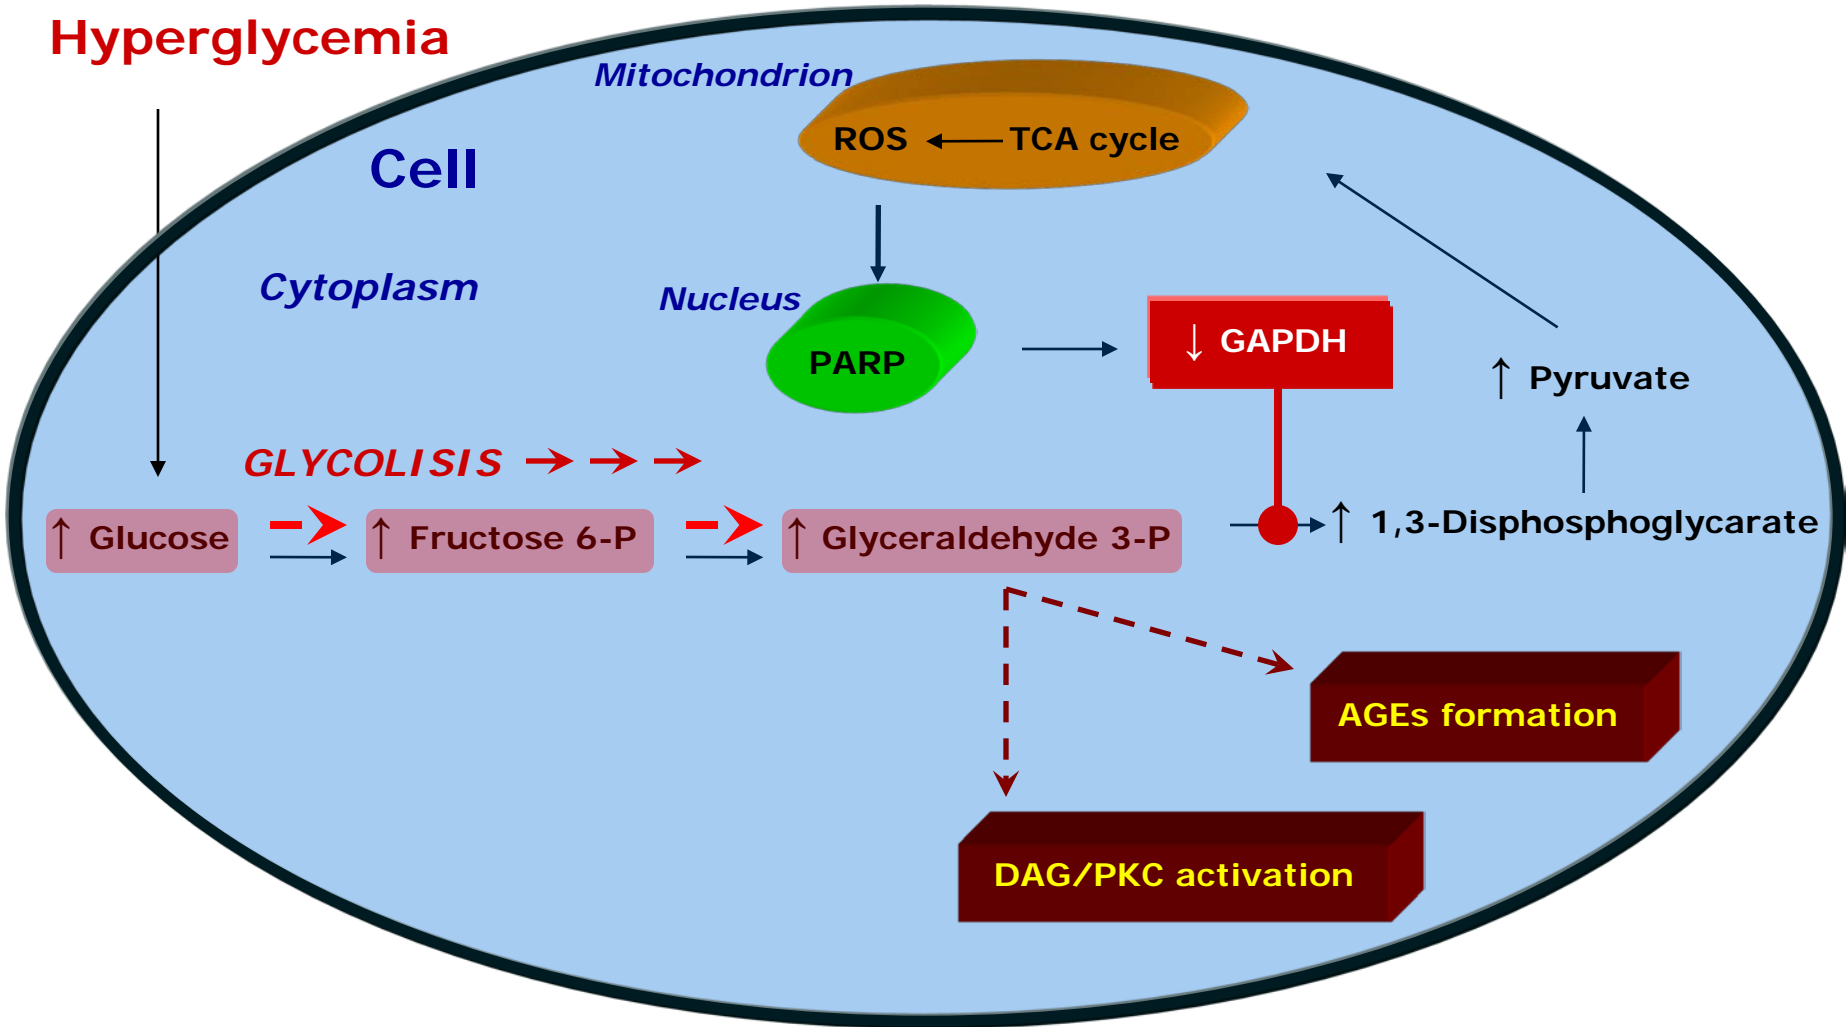 Hyperglycemia
Mitochondrion
ROS ← TCA cycle
Cell
Cytoplasm
Nucleus
PARP
↓ GAPDH
↑ Pyruvate
GLYCOLISIS → → →
↑ Glucose
↑ Fructose 6-P
↑ Glyceraldehyde 3-P
↑ 1,3-Disphosphoglycarate
AGEs formation
DAG/PKC activation